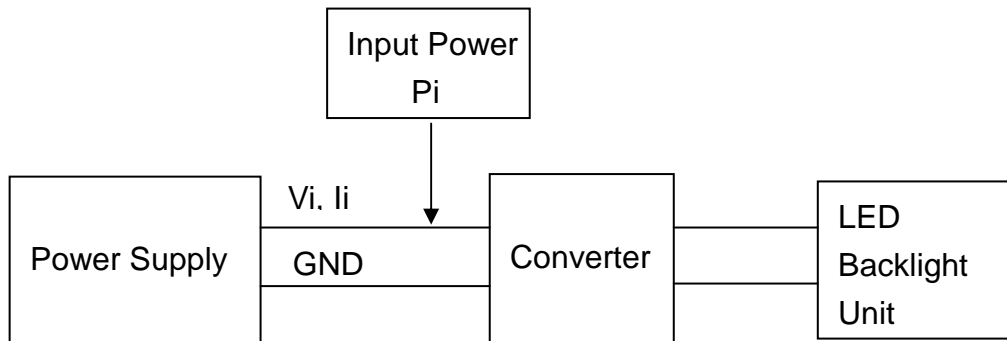 Input Power
Pi
Vi, Ii
Power Supply
GND
Converter
LED
Backlight
Unit